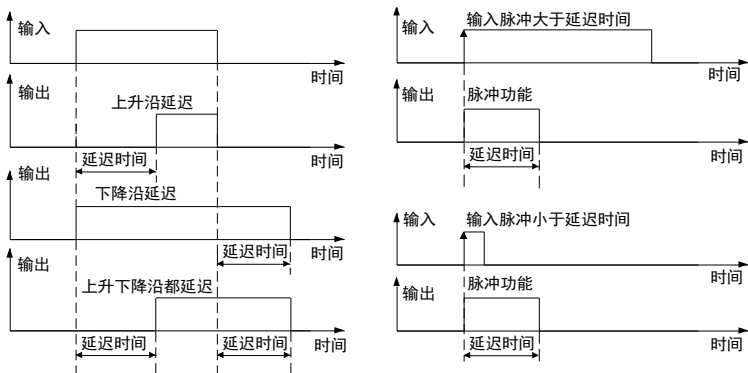 输入
时间
输出
上升沿延迟
延迟时间
时间
输出
下降沿延迟
延迟时间
时间
输出
上升下降沿都延迟
延迟时间
延迟时间
时间
输入
输入脉冲大于延迟时间
时间
输出
脉冲功能
延迟时间
时间
输入
输入脉冲小于延迟时间
时间
输出
脉冲功能
延迟时间
时间